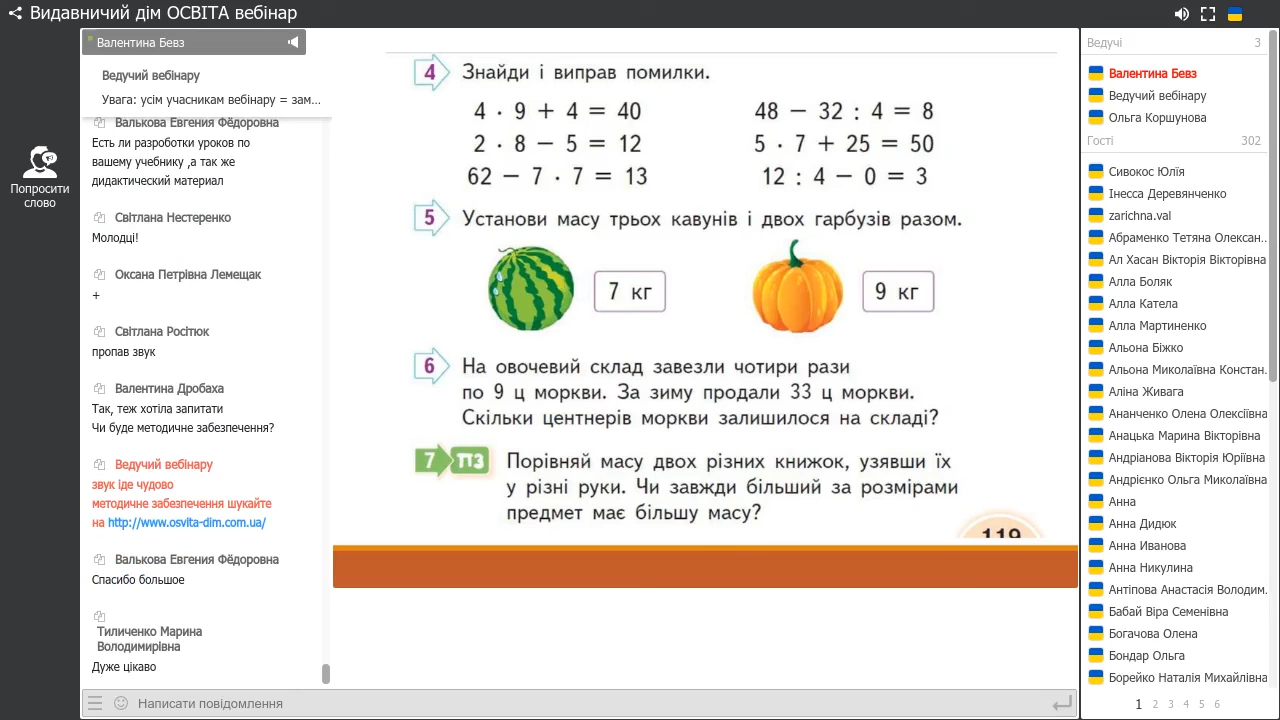 Видавничий дім ОСВІТА вебінар
Попросити
слово
Валентина Бевз
Ведучий вебінару
Увага: усім учасникам вебінару = зам...
Валькова Евгения Фёдоровна
Есть ли разроботки уроков по
вашему учебнику ,а так же
дидактический материал
Світлана Нестеренко
Молодці!
Оксана Петрівна Лемещак
+
Світлана Росітюк
пропав звук
Валентина Дробаха
Так, теж хотіла запитати
Чи буде методичне забезпечення?
Ведучий вебінару
звук іде чудово
методичне забезпечення шукайте
на http://www.osvita-dim.com.ua/
Валькова Евгения Фёдоровна
Спасибо большое
Тиличенко Марина
Володимирівна
Дуже цікаво
Написати повідомлення
4 Знайди і виправ помилки.
4 · 9 + 4 = 40 48 − 32 : 4 = 8
2 · 8 − 5 = 12 5 · 7 + 25 = 50
62 − 7 · 7 = 13 12 : 4 − 0 = 3
5 Установи масу трьох кавунів і двох гарбузів разом.
7 кг 9 кг
6 На овочевий склад завезли чотири рази
по 9 ц моркви. За зиму продали 33 ц моркви.
Скільки центнерів моркви залишилося на складі?
7 ПЗ Порівняй масу двох різних книжок, узявши їх
у різні руки. Чи завжди більший за розмірами
предмет має більшу масу?
119
Ведучі 3
Валентина Бевз
Ведучий вебінару
Ольга Коршунова
Гості 302
Сивокос Юлія
Інесса Деревянченко
zarichna.val
Абраменко Тетяна Олексан...
Ал Хасан Вікторія Вікторівна
Алла Боляк
Алла Катела
Алла Мартиненко
Альона Біжко
Альона Миколаївна Констан.
Аліна Живага
Ананченко Олена Олексіївна
Анацька Марина Вікторівна
Андріанова Вікторія Юріївна
Андрієнко Ольга Миколаївна
Анна
Анна Дидюк
Анна Иванова
Анна Никулина
Антіпова Анастасія Володим.
Бабай Віра Семенівна
Богачова Олена
Бондар Ольга
Борейко Наталія Михайлівна
1 2 3 4 5 6